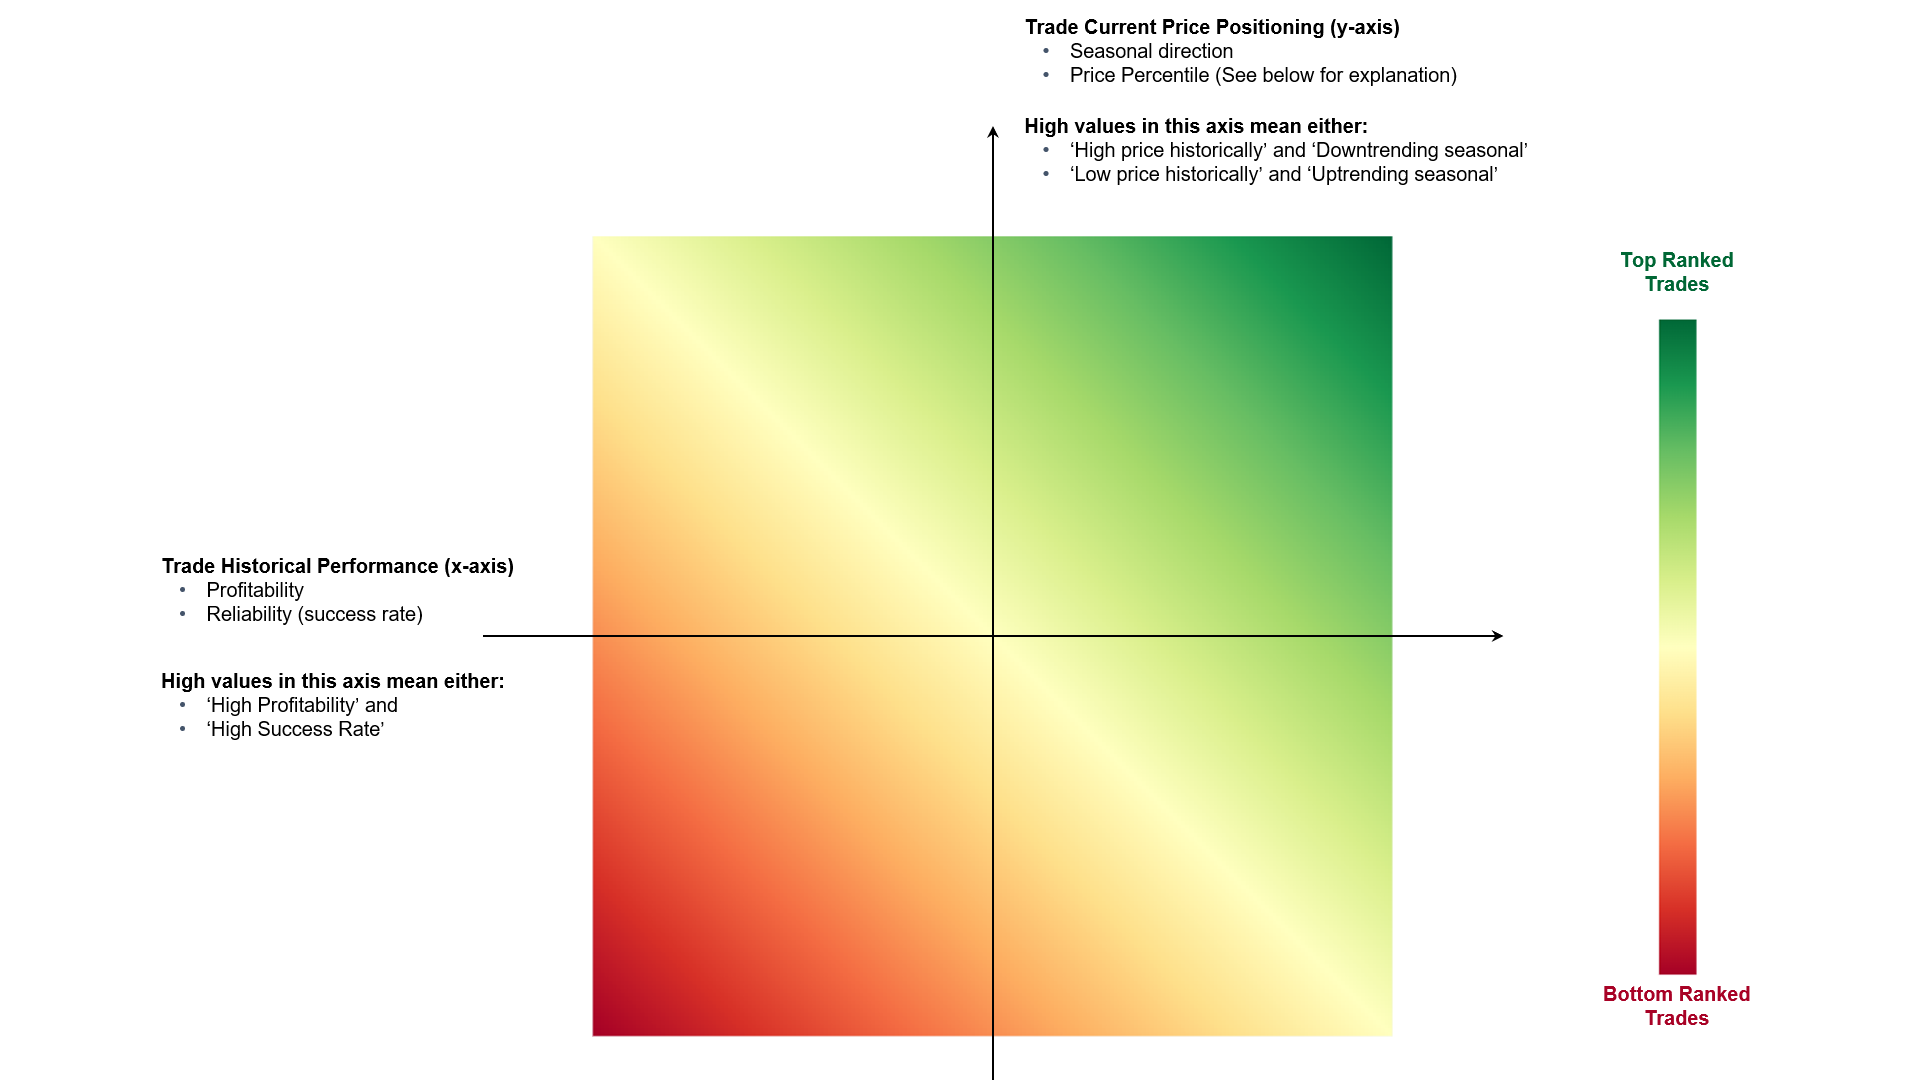 Trade Current Price Positioning (y-axis)
• Seasonal direction
• Price Percentile (See below for explanation)
High values in this axis mean either:
• ‘High price historically’ and ‘Downtrending seasonal’
• ‘Low price historically’ and ‘Uptrending seasonal’
Top Ranked
Trades
Trade Historical Performance (x-axis)
• Profitability
• Reliability (success rate)
High values in this axis mean either:
• ‘High Profitability’ and
• ‘High Success Rate’
Bottom Ranked
Trades